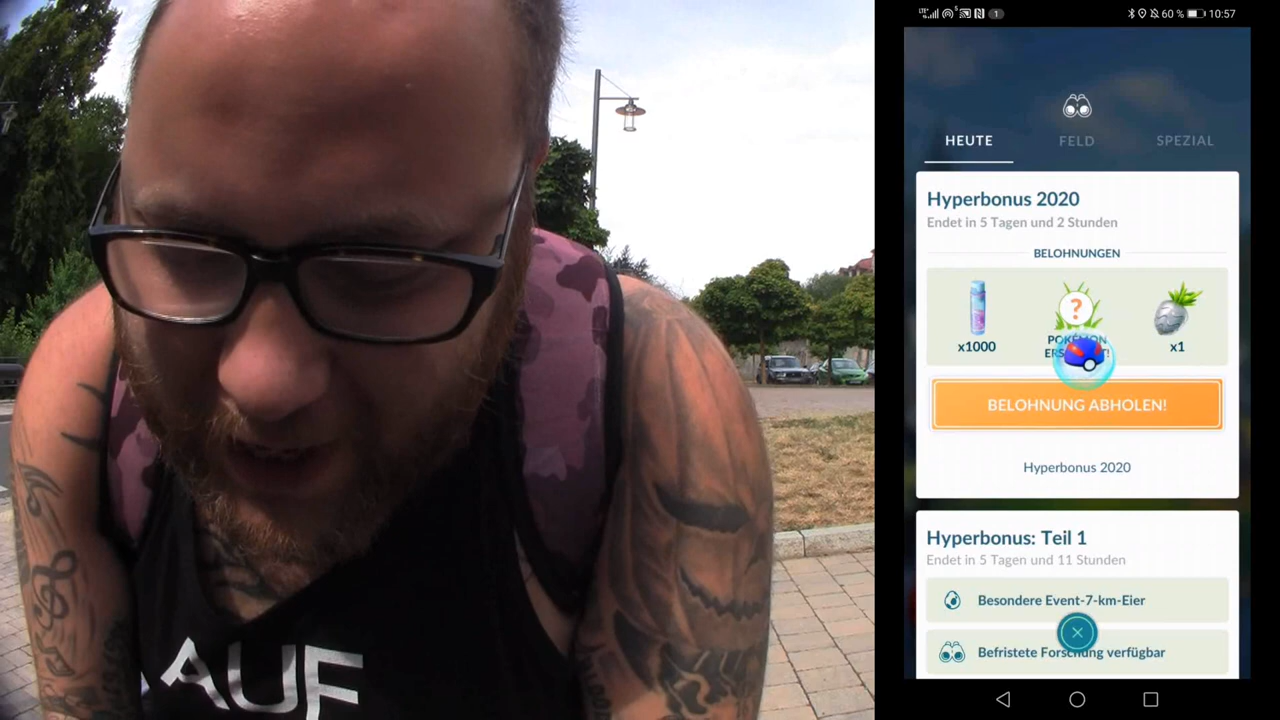 AUF
5
1
60 % 10:57
HEUTE
FELD
SPEZIAL
Hyperbonus 2020
Endet in 5 Tagen und 2 Stunden
BELOHNUNGEN
x1000
?
x1
BELOHNUNG ABHOLEN!
Hyperbonus 2020
Hyperbonus: Teil 1
Endet in 5 Tagen und 11 Stunden
Besondere Event-7-km-Eier
Befristete Forschung verfügbar